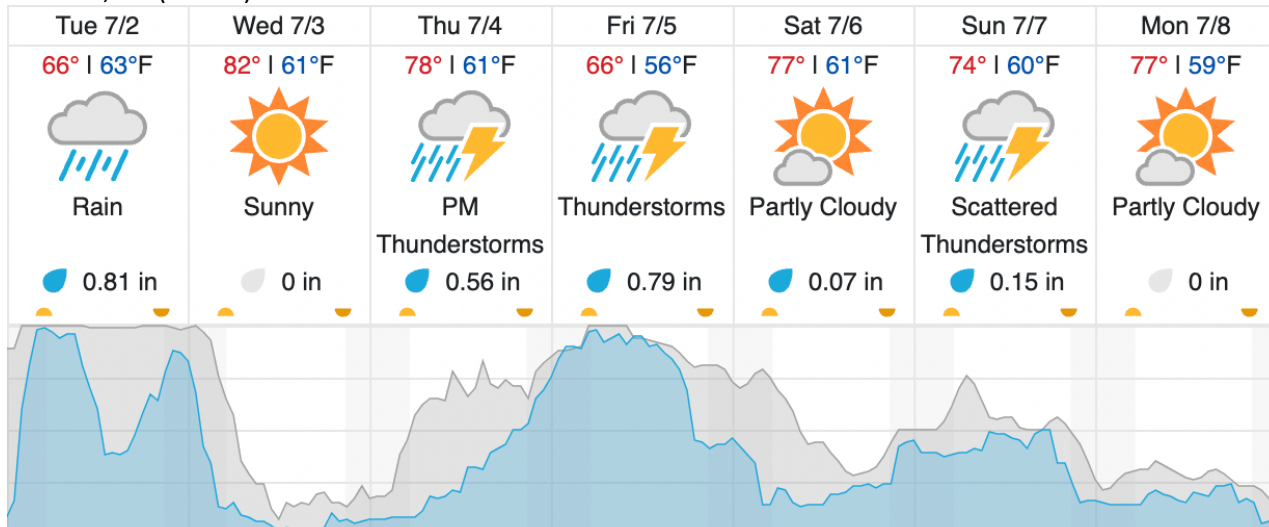 Tue 7/2
Wed 7/3
Thu 7/4
Fri 7/5
Sat 7/6
Sun 7/7
Mon 7/8
66° | 63°F
82° | 61°F
78° | 61°F
66° | 56°F
77° | 61°F
74° | 60°F
77° | 59°F
Rain
Sunny
PM
Thunderstorms
Thunderstorms
Partly Cloudy
Scattered
Thunderstorms
Partly Cloudy
0.81 in
0 in
0.56 in
0.79 in
0.07 in
0.15 in
0 in